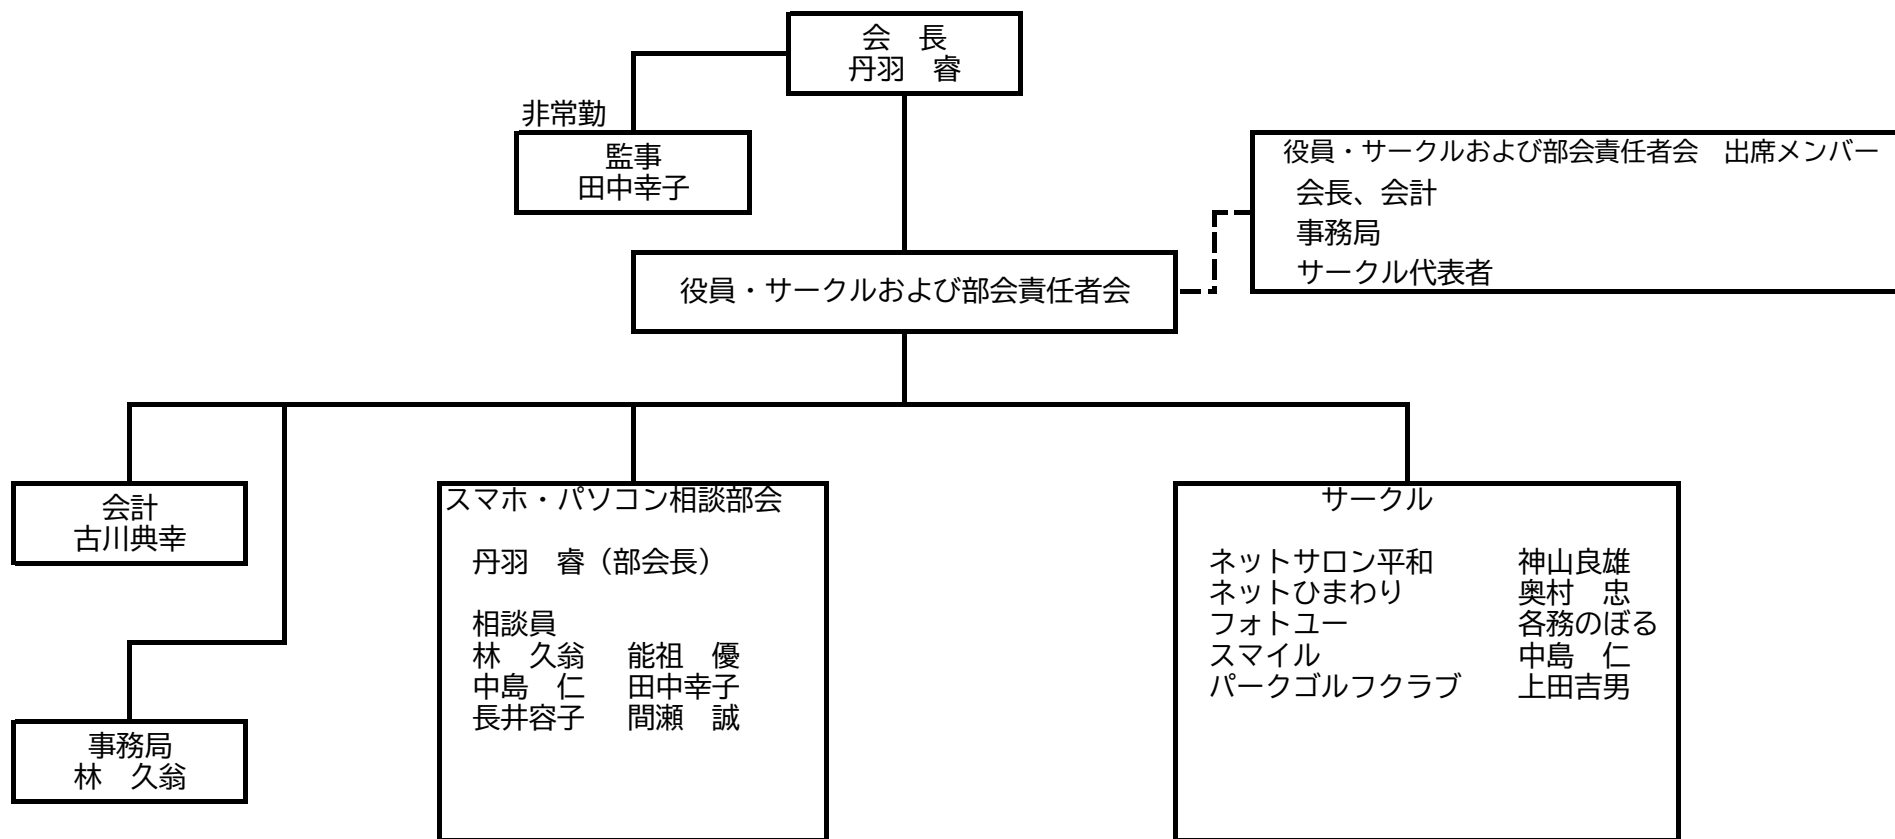 会　長
丹羽　睿
非常勤
監事
田中幸子
役員・サークルおよび部会責任者会　出席メンバー
会長、会計
事務局
サークル代表者
役員・サークルおよび部会責任者会
会計
古川典幸
事務局
林　久翁
スマホ・パソコン相談部会
丹羽　睿（部会長）
相談員
林　久翁　能祖　優
中島　仁　田中幸子
長井容子　間瀬　誠
サークル
ネットサロン平和　神山良雄
ネットひまわり　奥村　忠
フォトユー　各務のぼる
スマイル　中島　仁
パークゴルフクラブ　上田吉男